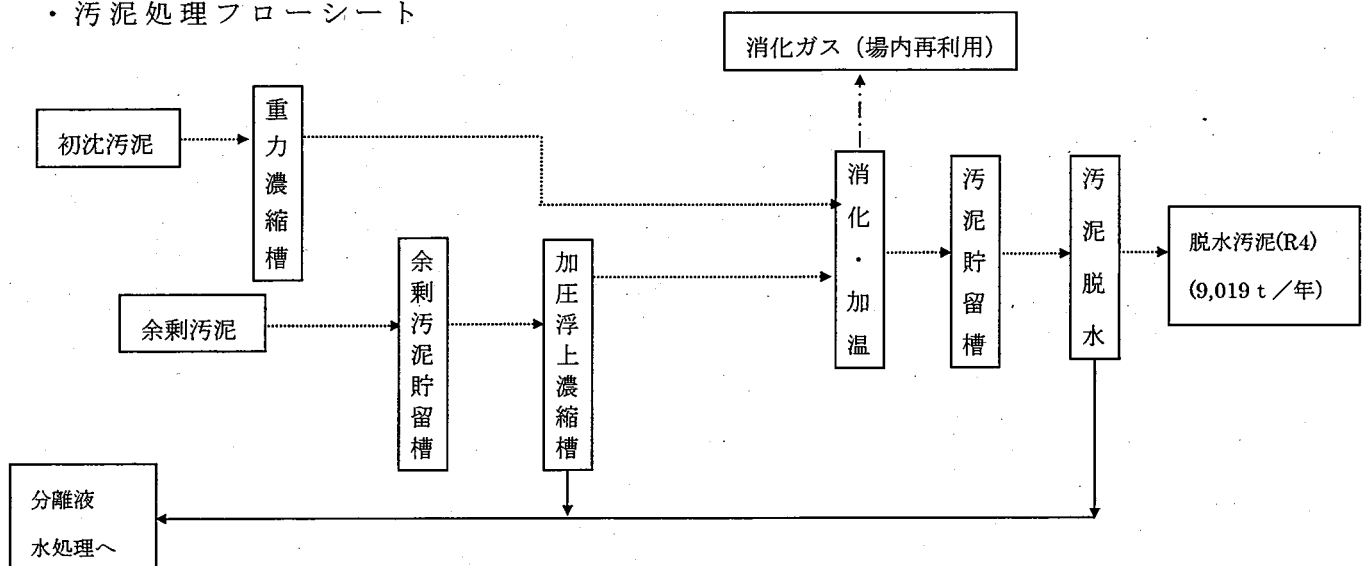 ・汚泥処理フローシート
消化ガス（場内再利用）
初沈汚泥
重力濃縮槽
余剰汚泥
余剰汚泥貯留槽
加圧浮上濃縮槽
消化・加温
汚泥貯留槽
汚泥脱水
脱水汚泥(R4)
(9,019ｔ／年)
分離液
水処理へ